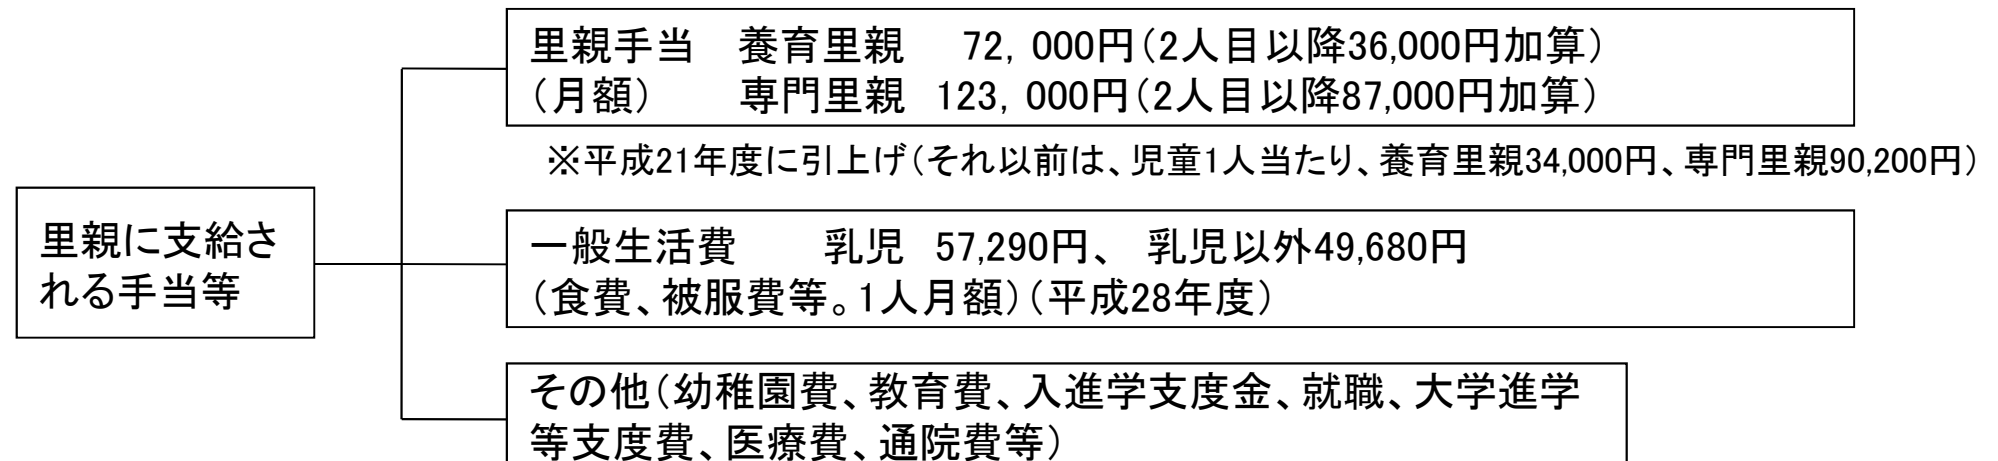 里親手当　養育里親　 72，000円（2人目以降36,000円加算）
（月額）　　専門里親　123，000円（2人目以降87,000円加算）
※平成21年度に引上げ（それ以前は、児童1人当たり、養育里親34,000円、専門里親90,200円）
里親に支給さ
れる手当等
一般生活費　　乳児　57,290円、 乳児以外49,680円
（食費、被服費等。1人月額）（平成28年度）
その他（幼稚園費、教育費、入進学支度金、就職、大学進学
等支度費、医療費、通院費等）